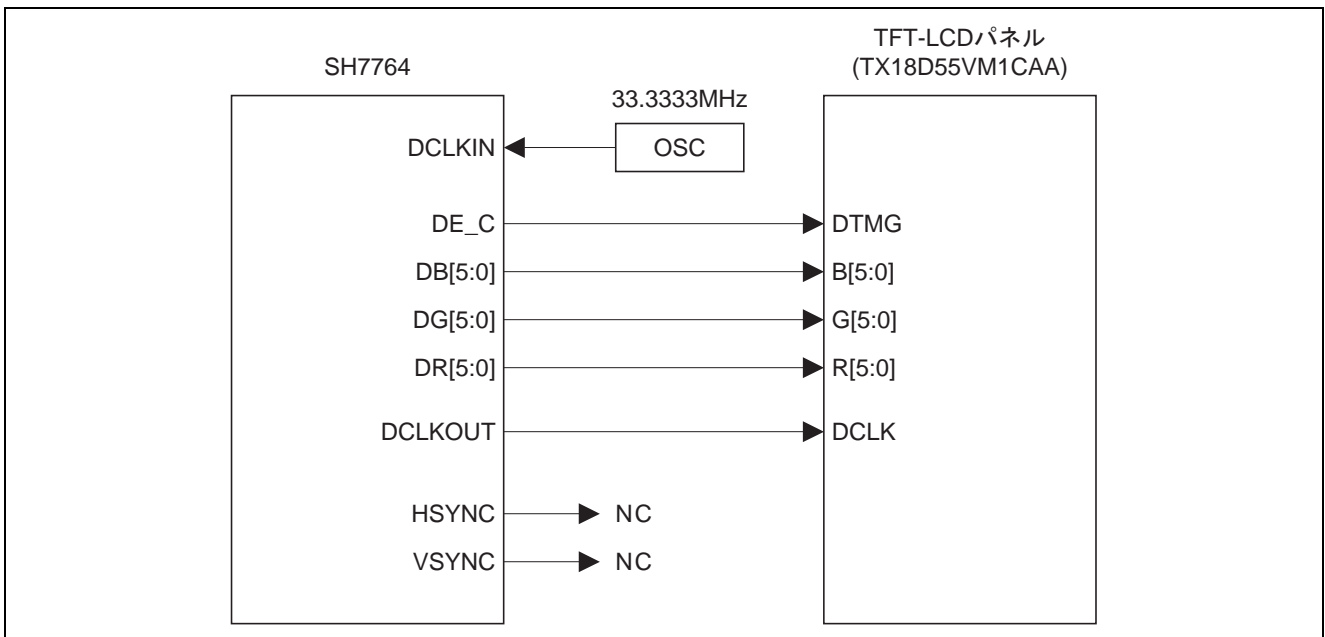 SH7764
TFT-LCDパネル
(TX18D55VM1CAA)
33.3333MHz
DCLKIN
OSC
DE_C
DTMG
DB[5:0]
B[5:0]
DG[5:0]
G[5:0]
DR[5:0]
R[5:0]
DCLKOUT
DCLK
HSYNC
NC
VSYNC
NC